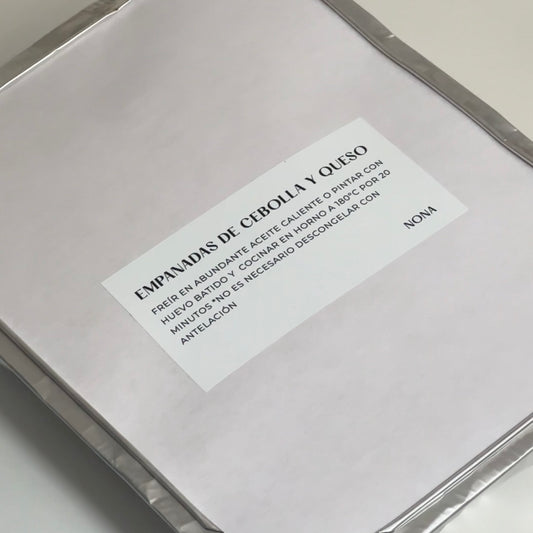 EMPANADAS DE CEBOLLA Y QUESO
FREÍR EN ABUNDANTE ACEITE CALIENTE O PINTAR CON
HUEVO BATIDO Y COCINAR EN HORNO A 180°C POR 20
MINUTOS *NO ES NECESARIO DESCONGELAR CON
ANTELACIÓN
NONA